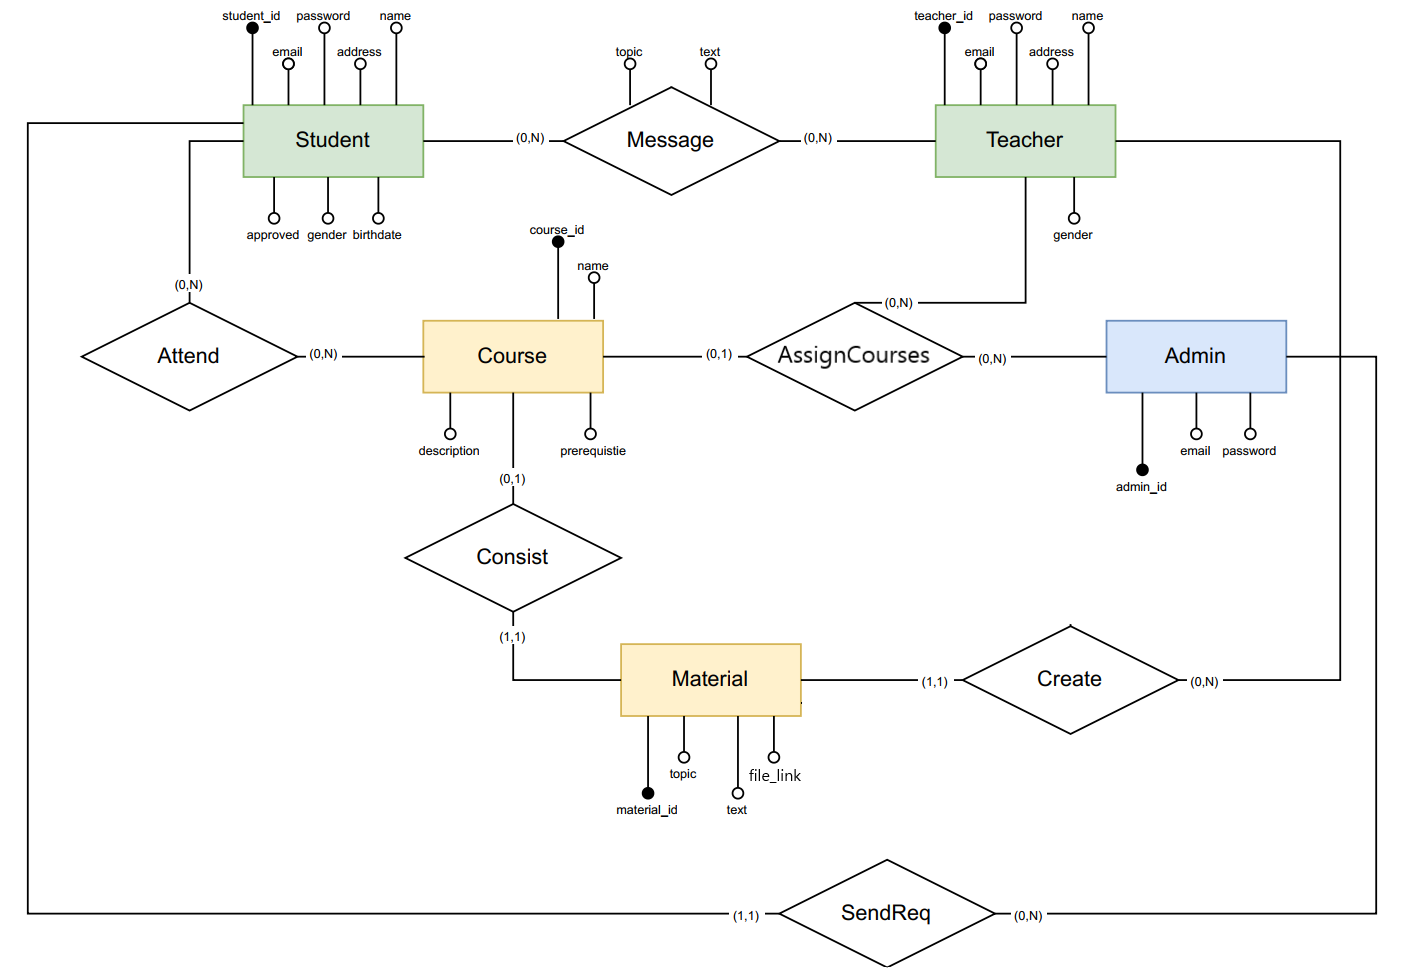 student_id
password
name
email
address
topic
text
teacher_id
password
name
email
address
Student
(0,N)
Message
(0,N)
Teacher
approved
gender
birthdate
gender
course_id
name
(0,N)
(0,N)
Attend
(0,N)
Course
(0,1)
AssignCourses
(0,N)
Admin
description
prerequistie
email
password
admin_id
(0,1)
Consist
(1,1)
Material
(1,1)
Create
(0,N)
topic
file_link
material_id
text
(1,1)
SendReq
(0,N)